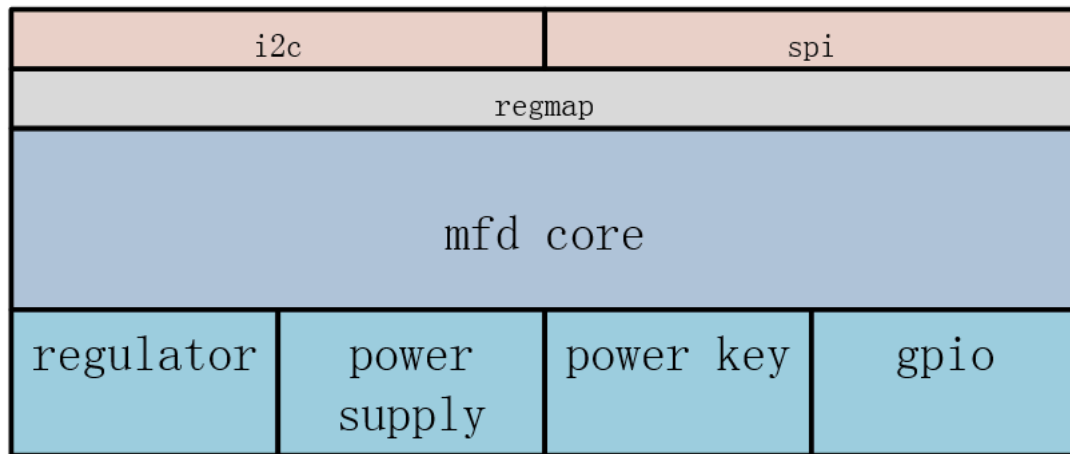 i2c
spi
regmap
mfd core
regulator
power
supply
power key
gpio